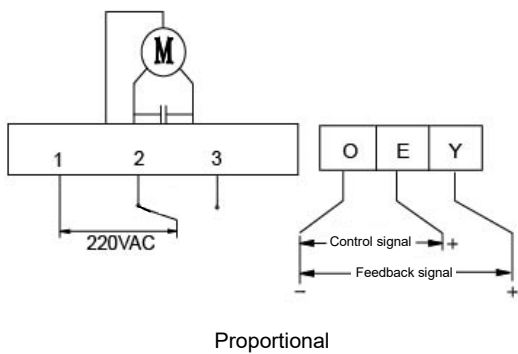 M
1 2 3
O E Y
220VAC
Control signal +
Feedback signal
- +
Proportional